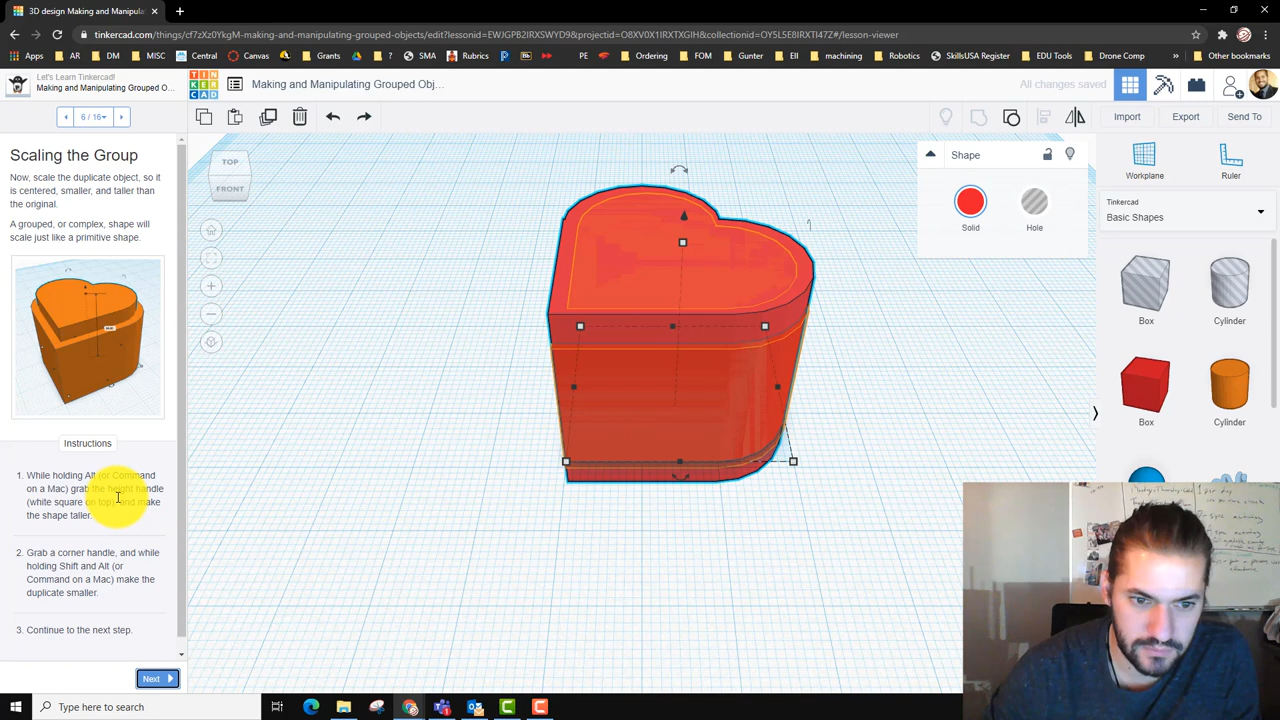 3D design Making and Manipulat
tinkercad.com/things/cf7zXz0YkgM-making-and-manipulating-grouped-objects/edit?lessonid=EWJGPB2IRXSWYD9&projectid=O8XV0X1IRXTXGIH&collectionid=OY5L5E8IRXTI47Z#/lesson-viewer
Apps
AR
DM
MISC
Central
Canvas
Grants
?
SMA
Rubrics
PE
Ordering
FOM
Gunter
Ell
machining
Robotics
SkillsUSA Register
EDU Tools
Drone Comp
Other bookmarks
Let's Learn Tinkercad!
Making and Manipulating Grouped O...
TIN
KER
CAD
Making and Manipulating Grouped Obj...
All changes saved
6 / 16
Import
Export
Send To
Scaling the Group
Now, scale the duplicate object, so it
is centered, smaller, and taller than
the original.
A grouped, or complex, shape will
scale just like a primitive shape.
Instructions
1. While holding Alt (or Command
on a Mac) grab the height handle
(white square on top), and make
the shape taller.
2. Grab a corner handle, and while
holding Shift and Alt (or
Command on a Mac) make the
duplicate smaller.
3. Continue to the next step.
Next
TOP
FRONT
Shape
Solid
Hole
Workplane
Ruler
Tinkercad
Basic Shapes
Box
Cylinder
Box
Cylinder
Type here to search